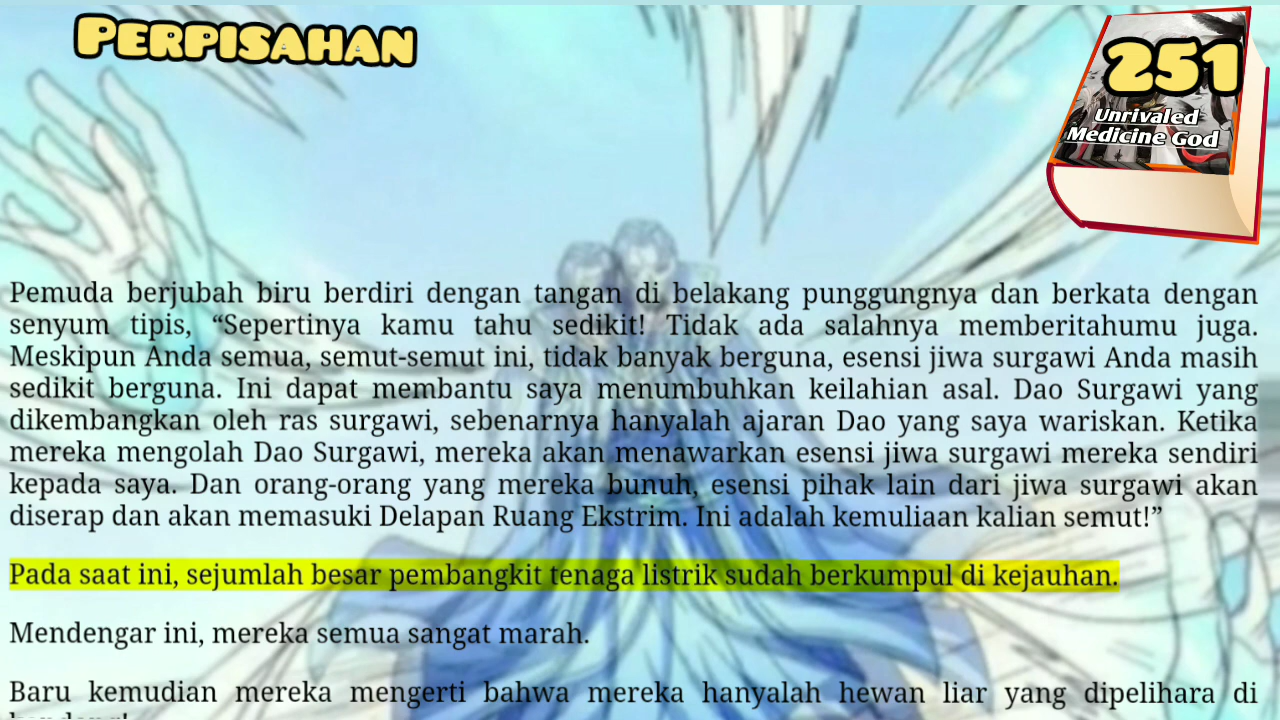 Perpisahan
251
Unrivaled
Medicine God
Pemuda berjubah biru berdiri dengan tangan di belakang punggungnya dan berkata dengan
senyum tipis, “Sepertinya kamu tahu sedikit! Tidak ada salahnya memberitahumu juga.
Meskipun Anda semua, semut-semut ini, tidak banyak berguna, esensi jiwa surgawi Anda masih
sedikit berguna. Ini dapat membantu saya menumbuhkan keilahian asal. Dao Surgawi yang
dikembangkan oleh ras surgawi, sebenarnya hanyalah ajaran Dao yang saya wariskan. Ketika
mereka mengolah Dao Surgawi, mereka akan menawarkan esensi jiwa surgawi mereka sendiri
kepada saya. Dan orang-orang yang mereka bunuh, esensi pihak lain dari jiwa surgawi akan
diserap dan akan memasuki Delapan Ruang Ekstrim. Ini adalah kemuliaan kalian semut!”
Pada saat ini, sejumlah besar pembangkit tenaga listrik sudah berkumpul di kejauhan.
Mendengar ini, mereka semua sangat marah.
Baru kemudian mereka mengerti bahwa mereka hanyalah hewan liar yang dipelihara di